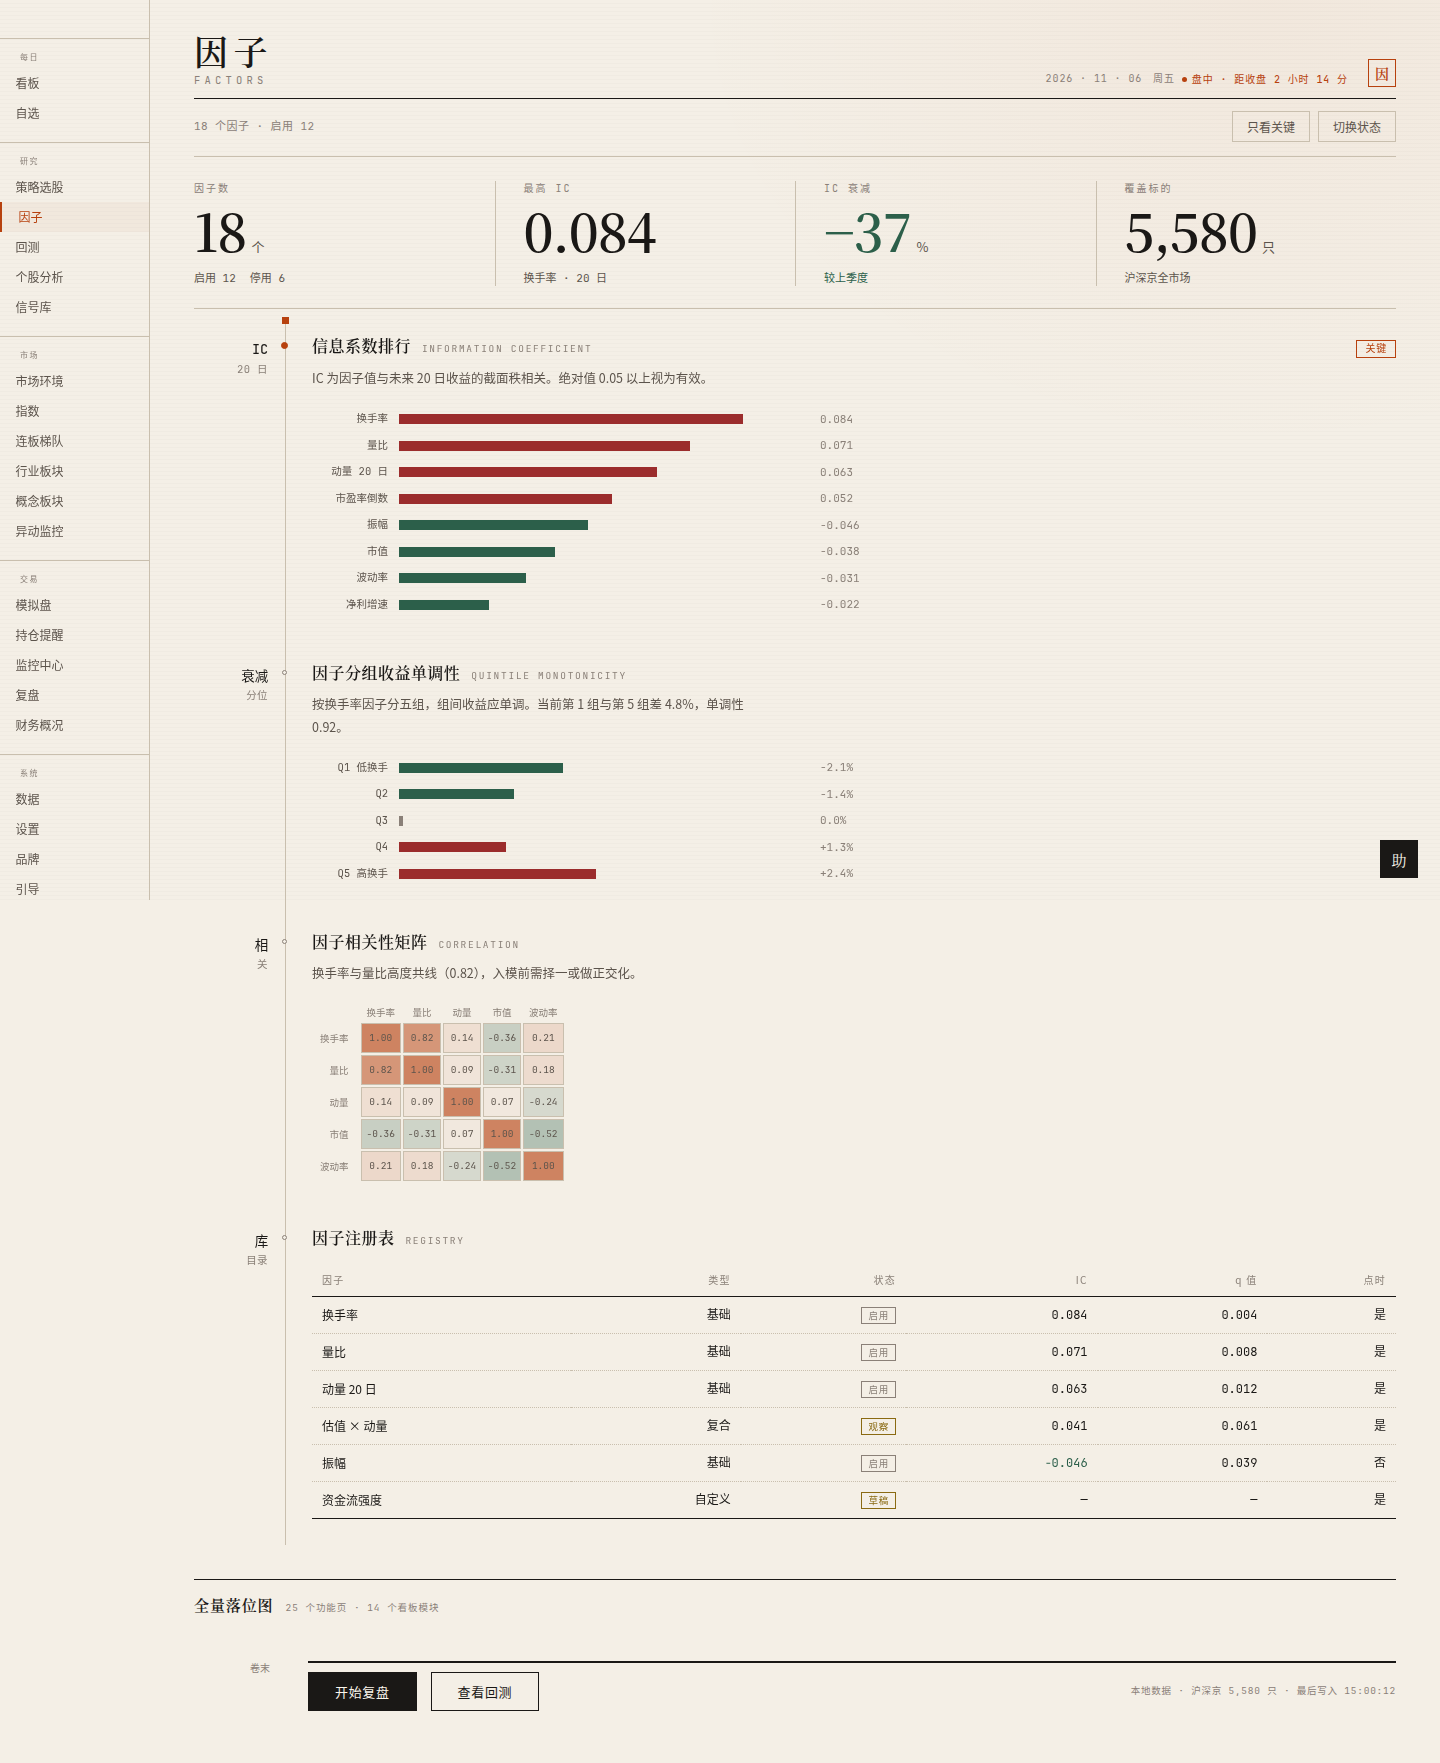 每日
看板
自选
研究
策略选股
因子
回测
个股分析
信号库
市场
市场环境
指数
连板梯队
行业板块
概念板块
异动监控
交易
模拟盘
持仓提醒
监控中心
复盘
财务概况
系统
数据
设置
品牌
引导
因子
FACTORS
2026 · 11 · 06 周五 盘中 · 距收盘 2 小时 14 分
因
18 个因子 · 启用 12
只看关键
切换状态
因子数
18 个
启用 12 停用 6
最高 IC
0.084
换手率 · 20 日
IC 衰减
−37 %
较上季度
覆盖标的
5,580 只
沪深京全市场
IC
20 日
信息系数排行 INFORMATION COEFFICIENT
关键
IC 为因子值与未来 20 日收益的截面秩相关。绝对值 0.05 以上视为有效。
换手率 0.084
量比 0.071
动量 20 日 0.063
市盈率倒数 0.052
振幅 -0.046
市值 -0.038
波动率 -0.031
净利增速 -0.022
衰减
分位
因子分组收益单调性 QUINTILE MONOTONICITY
按换手率因子分五组，组间收益应单调。当前第 1 组与第 5 组差 4.8%，单调性
0.92。
Q1 低换手 -2.1%
Q2 -1.4%
Q3 0.0%
Q4 +1.3%
Q5 高换手 +2.4%
助
相
关
因子相关性矩阵 CORRELATION
换手率与量比高度共线（0.82），入模前需择一或做正交化。
换手率 量比 动量 市值 波动率
换手率 1.00 0.82 0.14 -0.36 0.21
量比 0.82 1.00 0.09 -0.31 0.18
动量 0.14 0.09 1.00 0.07 -0.24
市值 -0.36 -0.31 0.07 1.00 -0.52
波动率 0.21 0.18 -0.24 -0.52 1.00
库
目录
因子注册表 REGISTRY
因子 类型 状态 IC q 值 点时
换手率 基础 启用 0.084 0.004 是
量比 基础 启用 0.071 0.008 是
动量 20 日 基础 启用 0.063 0.012 是
估值 × 动量 复合 观察 0.041 0.061 是
振幅 基础 启用 -0.046 0.039 否
资金流强度 自定义 草稿 — — 是
全量落位图 25 个功能页 · 14 个看板模块
卷末
开始复盘
查看回测
本地数据 · 沪深京 5,580 只 · 最后写入 15:00:12